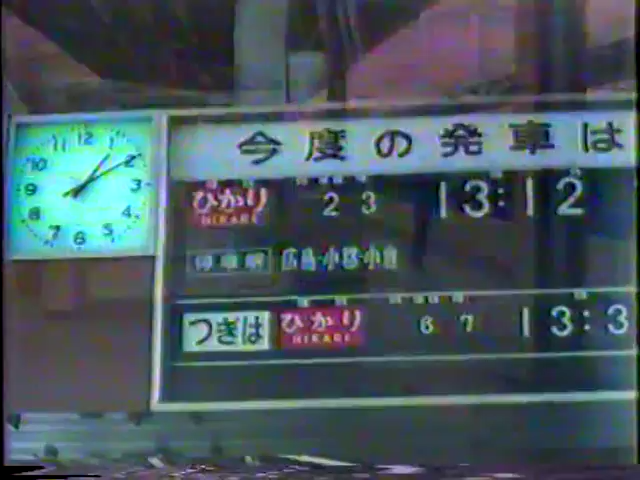 今度の発車は
ひかり 23 13:12
HIKARI
停車駅 広島・小郡・小倉
つぎは ひかり 67 13:3
HIKARI
12
11 1
10 2
9 3
8 4
7 5
6